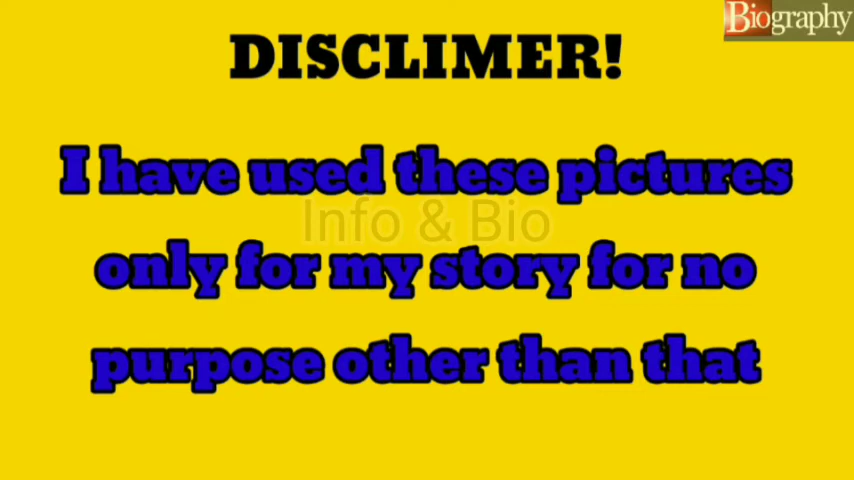 Biography
DISCLIMER!
I have used these pictures
Info & Bio
only for my story for no
purpose other than that